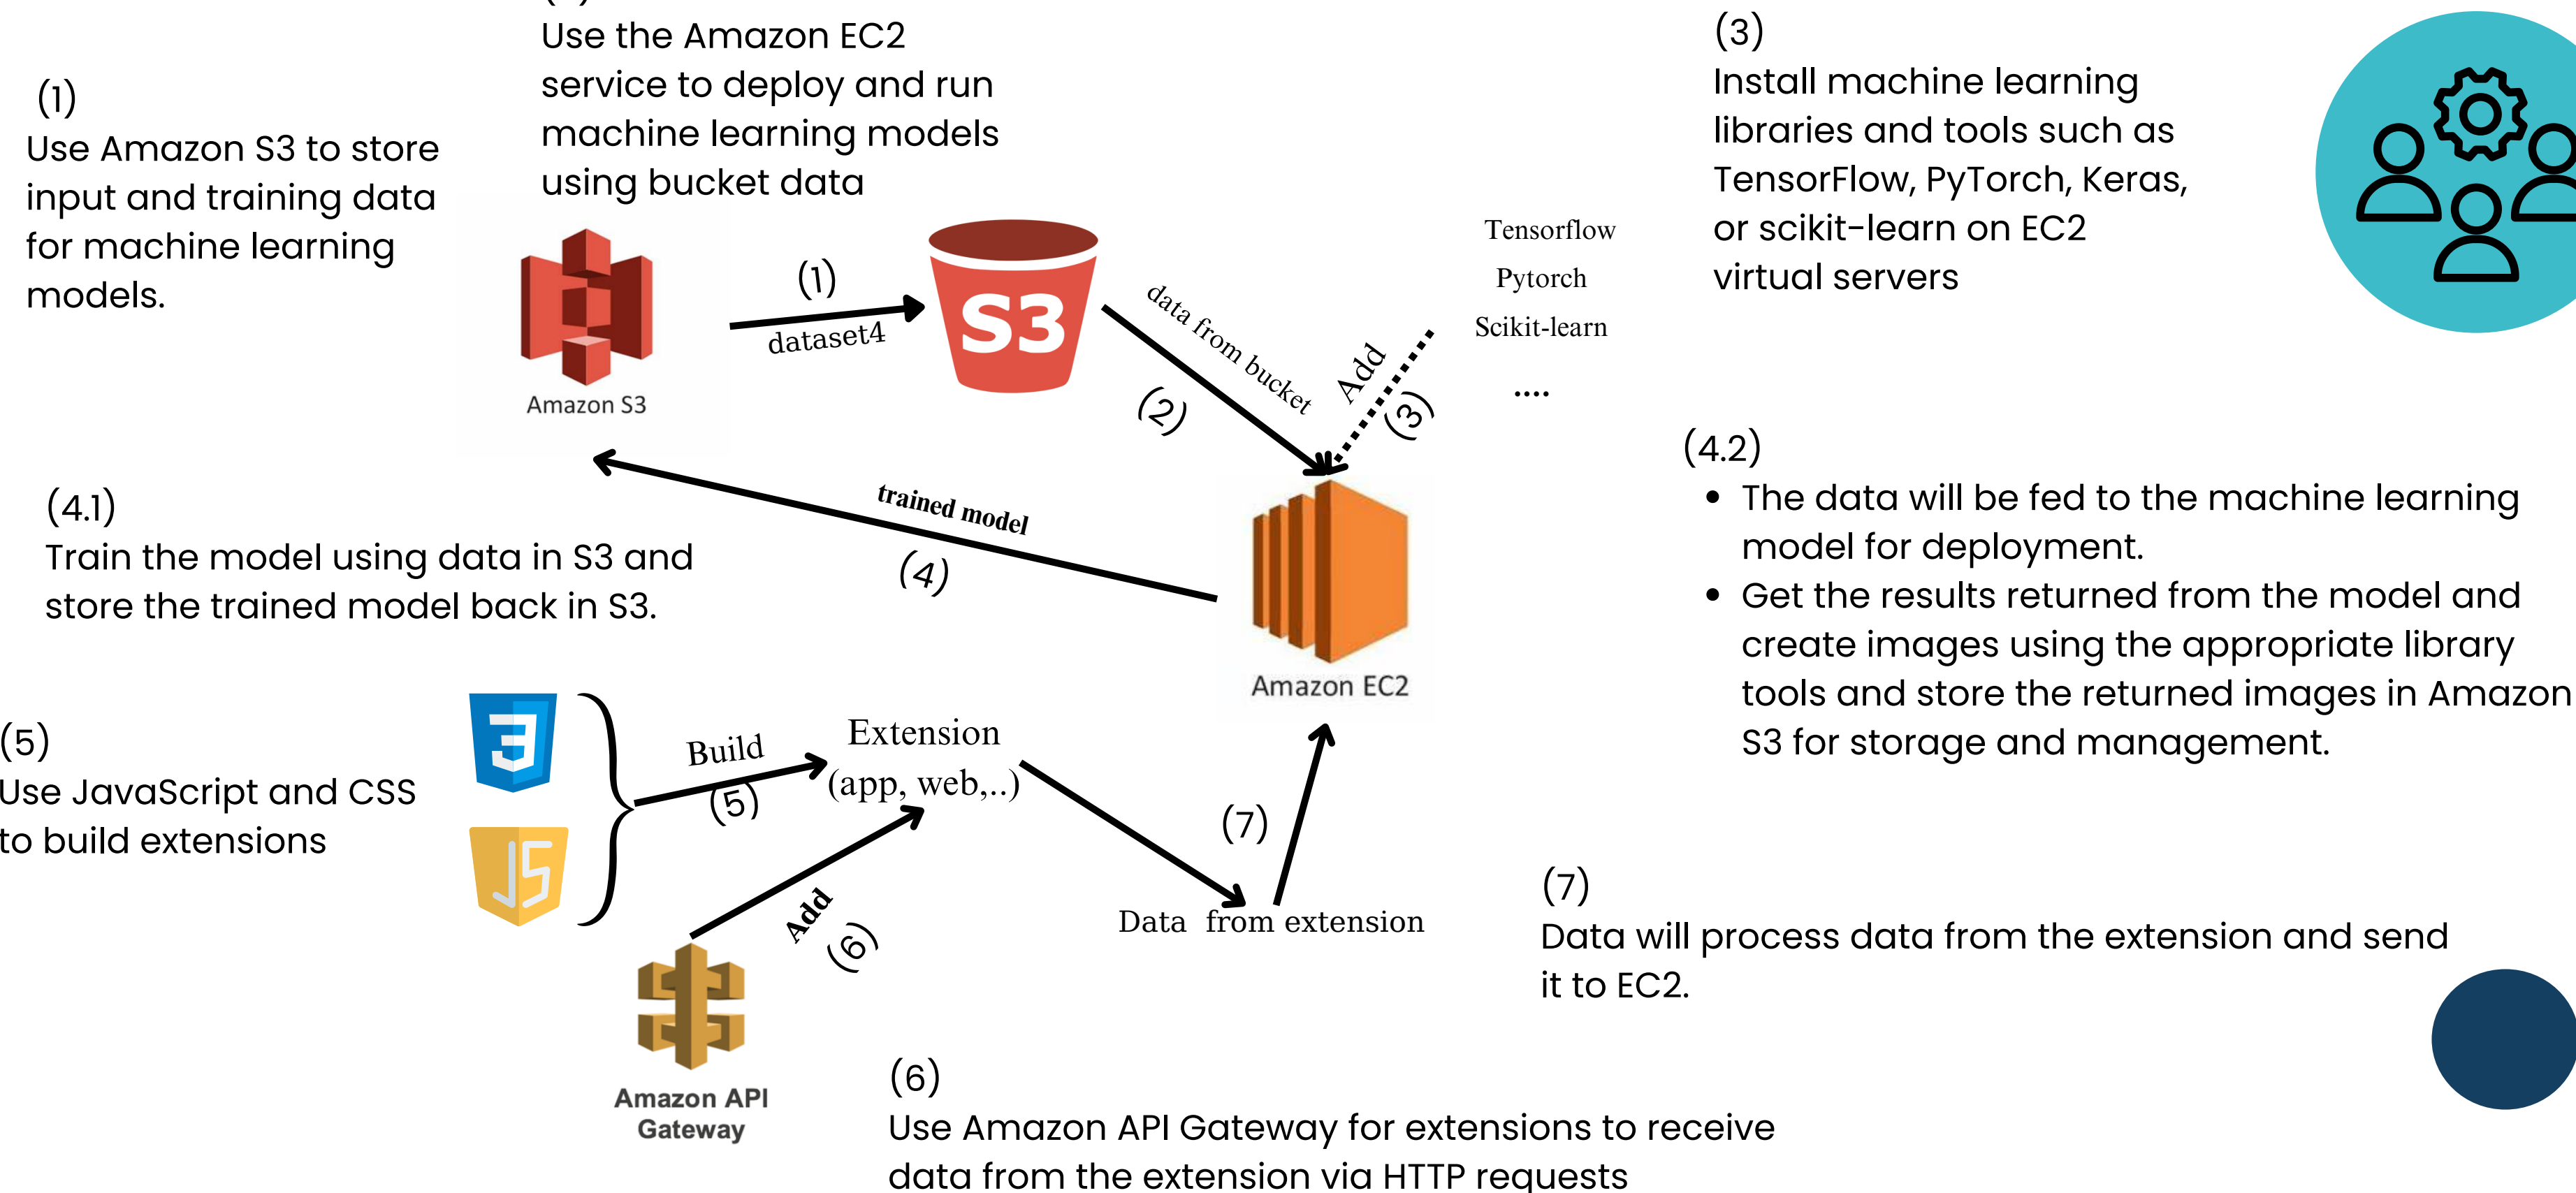 (1)
Use Amazon S3 to store
input and training data
for machine learning
models.
Use the Amazon EC2
service to deploy and run
machine learning models
using bucket data
(3)
Install machine learning
libraries and tools such as
TensorFlow, PyTorch, Keras,
or scikit-learn on EC2
virtual servers
Amazon S3
(1)
dataset4
S3
data from bucket
(2)
Add
(3)
Tensorflow
Pytorch
Scikit-learn
....
(4.1)
Train the model using data in S3 and
store the trained model back in S3.
trained model
(4)
Amazon EC2
(4.2)
• The data will be fed to the machine learning
model for deployment.
• Get the results returned from the model and
create images using the appropriate library
tools and store the returned images in Amazon
S3 for storage and management.
(5)
Use JavaScript and CSS
to build extensions
3
JS
Build
(5)
Extension
(app, web,..)
Add
(6)
Amazon API
Gateway
(7)
Data from extension
(7)
Data will process data from the extension and send
it to EC2.
(6)
Use Amazon API Gateway for extensions to receive
data from the extension via HTTP requests